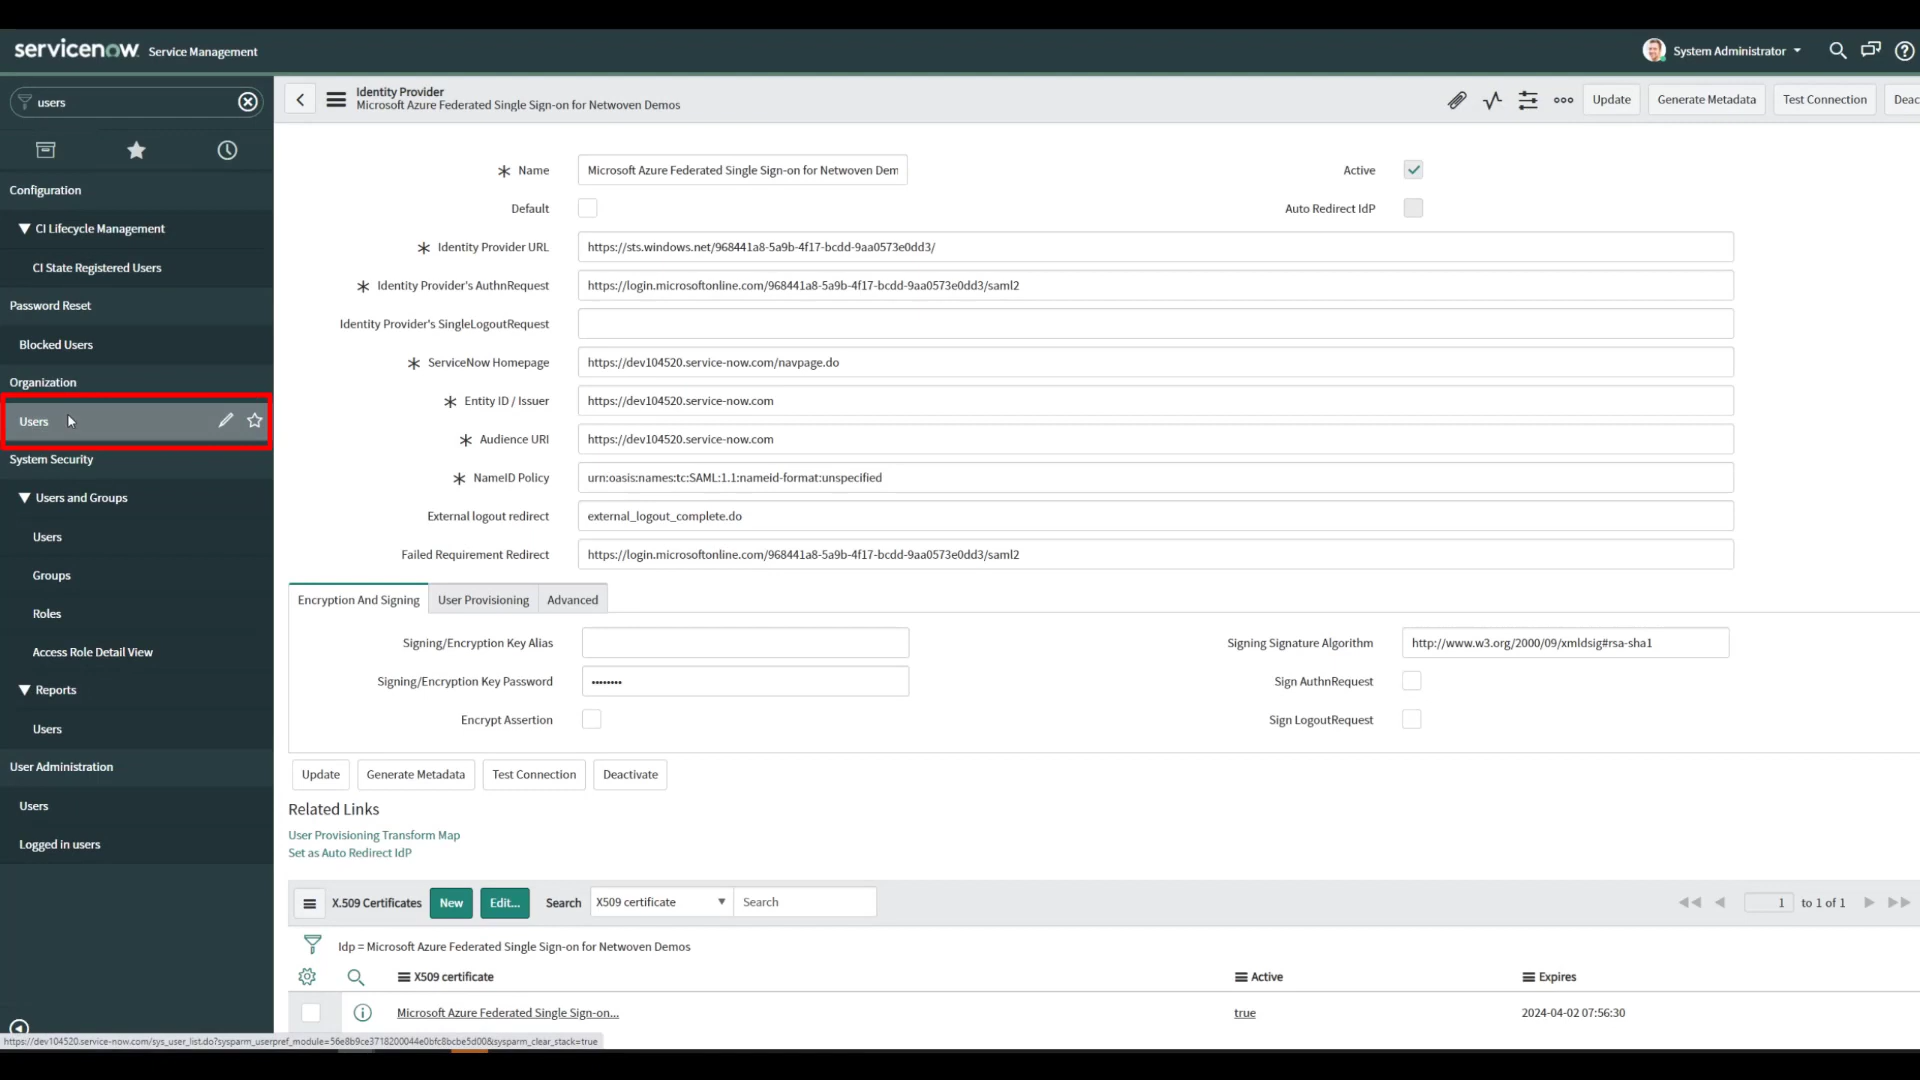 servicenow. Service Management
System Administrator
users
Identity Provider
Microsoft Azure Federated Single Sign-on for Netwoven Demos
Update
Generate Metadata
Test Connection
Deac
Configuration
CI Lifecycle Management
CI State Registered Users
Password Reset
Blocked Users
Organization
Users
System Security
Users and Groups
Users
Groups
Roles
Access Role Detail View
Reports
Users
User Administration
Users
Logged in users
Name
Microsoft Azure Federated Single Sign-on for Netwoven Dem
Active
Default
Auto Redirect IdP
Identity Provider URL
https://sts.windows.net/968441a8-5a9b-4f17-bcdd-9aa0573e0dd3/
Identity Provider's AuthnRequest
https://login.microsoftonline.com/968441a8-5a9b-4f17-bcdd-9aa0573e0dd3/saml2
Identity Provider's SingleLogoutRequest
ServiceNow Homepage
https://dev104520.service-now.com/navpage.do
Entity ID / Issuer
https://dev104520.service-now.com
Audience URI
https://dev104520.service-now.com
NameID Policy
urn:oasis:names:tc:SAML:1.1:nameid-format:unspecified
External logout redirect
external_logout_complete.do
Failed Requirement Redirect
https://login.microsoftonline.com/968441a8-5a9b-4f17-bcdd-9aa0573e0dd3/saml2
Encryption And Signing
User Provisioning
Advanced
Signing/Encryption Key Alias
Signing Signature Algorithm
http://www.w3.org/2000/09/xmldsig#rsa-sha1
Signing/Encryption Key Password
••••••••
Sign AuthnRequest
Encrypt Assertion
Sign LogoutRequest
Update
Generate Metadata
Test Connection
Deactivate
Related Links
User Provisioning Transform Map
Set as Auto Redirect IdP
X.509 Certificates
New
Edit...
Search
X509 certificate
Search
1 to 1 of 1
Idp = Microsoft Azure Federated Single Sign-on for Netwoven Demos
X509 certificate
Active
Expires
Microsoft Azure Federated Single Sign-on...
true
2024-04-02 07:56:30
https://dev104520.service-now.com/sys_user_list.do?sysparm_userpref_module=56e8b9ce3718200044e0bfc8bcbe5d00&sysparm_clear_stack=true